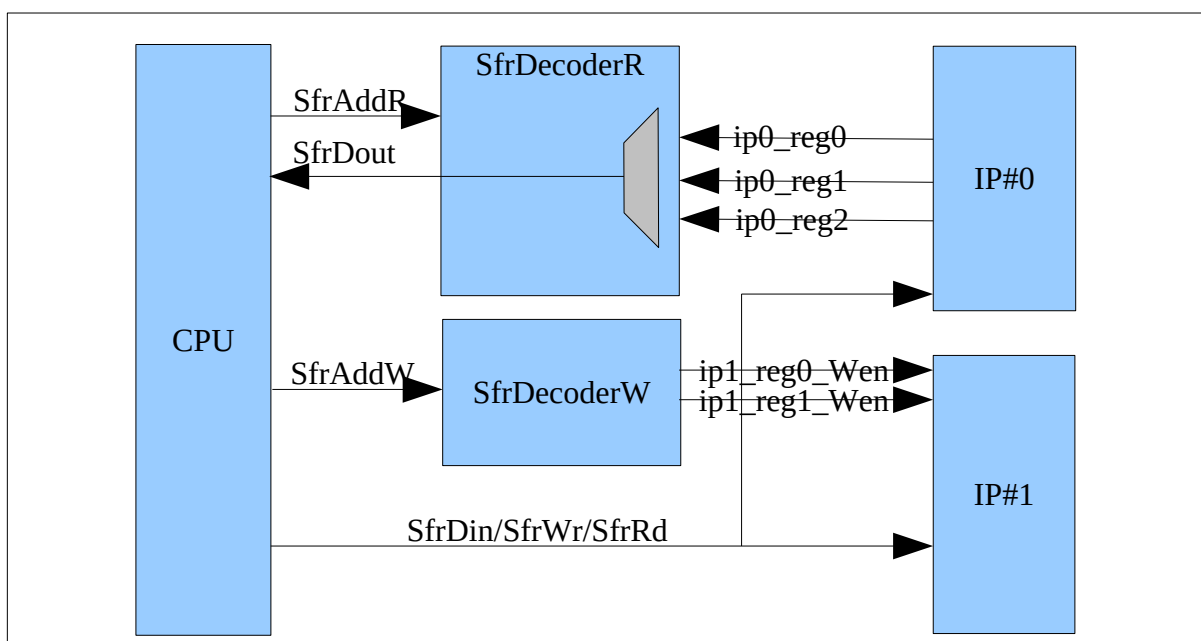 SfrDecoderR
SfrAddR
SfrDout
ip0_reg0
ip0_reg1
ip0_reg2
IP#0
CPU
SfrAddW
SfrDecoderW
ip1_reg0_Wen
ip1_reg1_Wen
IP#1
SfrDin/SfrWr/SfrRd